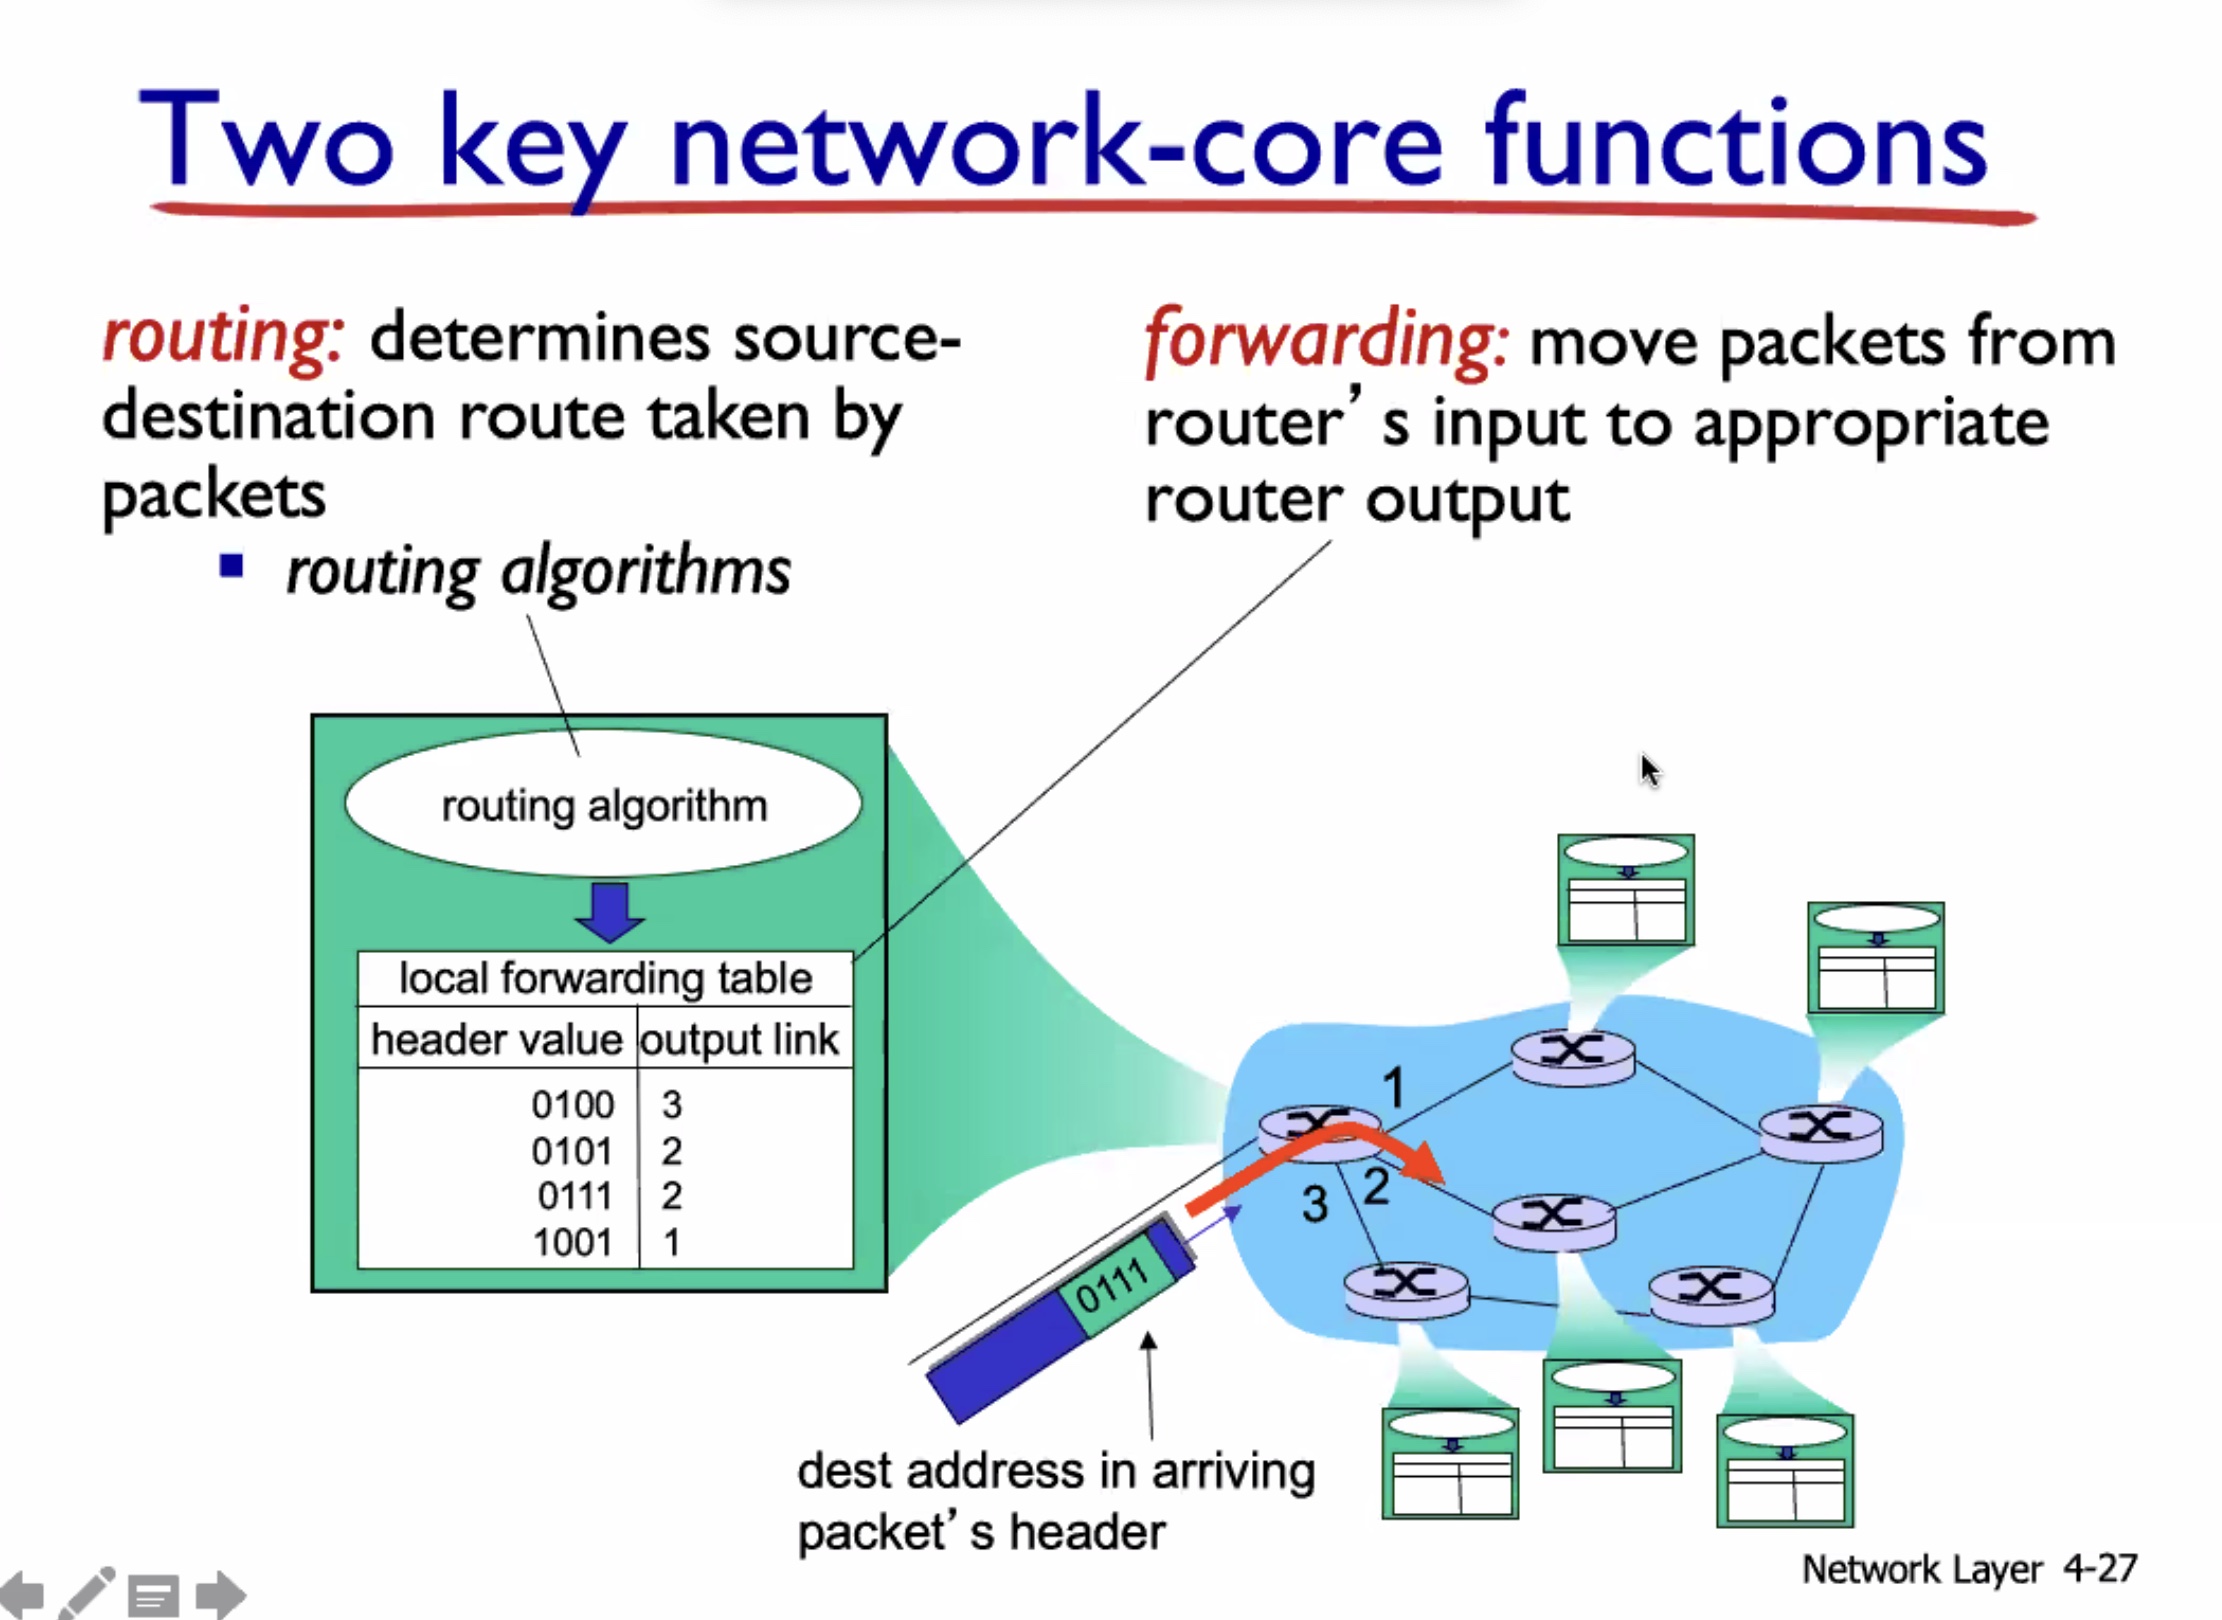 Two key network-core functions
routing: determines source-
destination route taken by
packets
routing algorithms
forwarding: move packets from
router’ s input to appropriate
router output
routing algorithm
local forwarding table
header value output link
0100 3
0101 2
0111 2
1001 1
1
2
3
0111
dest address in arriving
packet’ s header
Network Layer 4-27